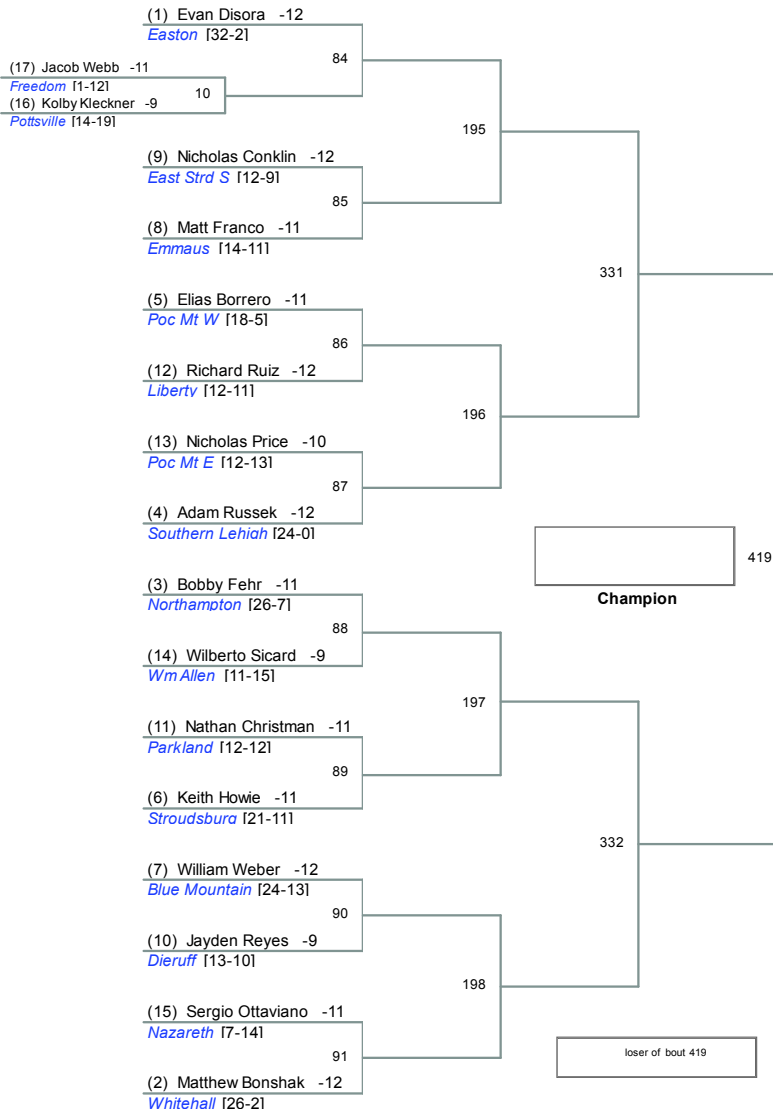 (1) Evan Disora -12
Easton [32-2]
84
(17) Jacob Webb -11
Freedom [1-12]
10
(16) Kolby Kleckner -9
Pottsville [14-19]
195
(9) Nicholas Conklin -12
East Strd S [12-9]
85
(8) Matt Franco -11
Emmaus [14-11]
331
(5) Elias Borrero -11
Poc Mt W [18-5]
86
(12) Richard Ruiz -12
Liberty [12-11]
196
(13) Nicholas Price -10
Poc Mt E [12-13]
87
(4) Adam Russek -12
Southern Lehigh [24-0]
419
Champion
(3) Bobby Fehr -11
Northampton [26-7]
88
(14) Wilberto Sicard -9
Wm Allen [11-15]
197
(11) Nathan Christman -11
Parkland [12-12]
89
(6) Keith Howie -11
Stroudsburg [21-11]
332
(7) William Weber -12
Blue Mountain [24-13]
90
(10) Jayden Reyes -9
Dieruff [13-10]
198
(15) Sergio Ottaviano -11
Nazareth [7-14]
91
loser of bout 419
(2) Matthew Bonshak -12
Whitehall [26-2]